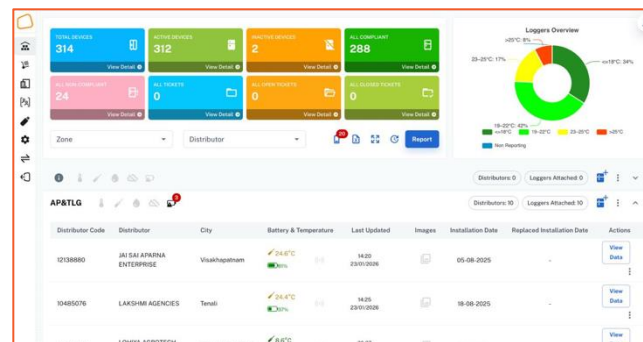 TOTAL DEVICES
314
View Detail
ACTIVE DEVICES
312
View Detail
INACTIVE DEVICES
2
View Detail
ALL COMPLIANT
288
View Detail
ALL NON-COMPLIANT
24
View Detail
ALL TICKETS
0
View Detail
ALL OPEN TICKETS
0
View Detail
ALL CLOSED TICKETS
0
View Detail
Loggers Overview
>25°C: 8%
<=18°C: 34%
23-25°C: 17%
19-22°C: 42%
<=18°C 19-22°C 23-25°C >25°C
Non Reporting
Zone
Distributor
20
Report
Distributors: 0 Loggers Attached: 0
AP&TLG
3
Distributors: 10 Loggers Attached: 10
Distributor Code Distributor City Battery & Temperature Last Updated Images Installation Date Replaced Installation Date Actions
12138880 JAI SAI APARNA ENTERPRISE Visakhapatnam 24.6°C 14:20 23/01/2026 05-08-2025 - View Data
10485076 LAKSHMI AGENCIES Tenali 24.4°C 14:25 23/01/2026 18-08-2025 - View Data
6.6°C View